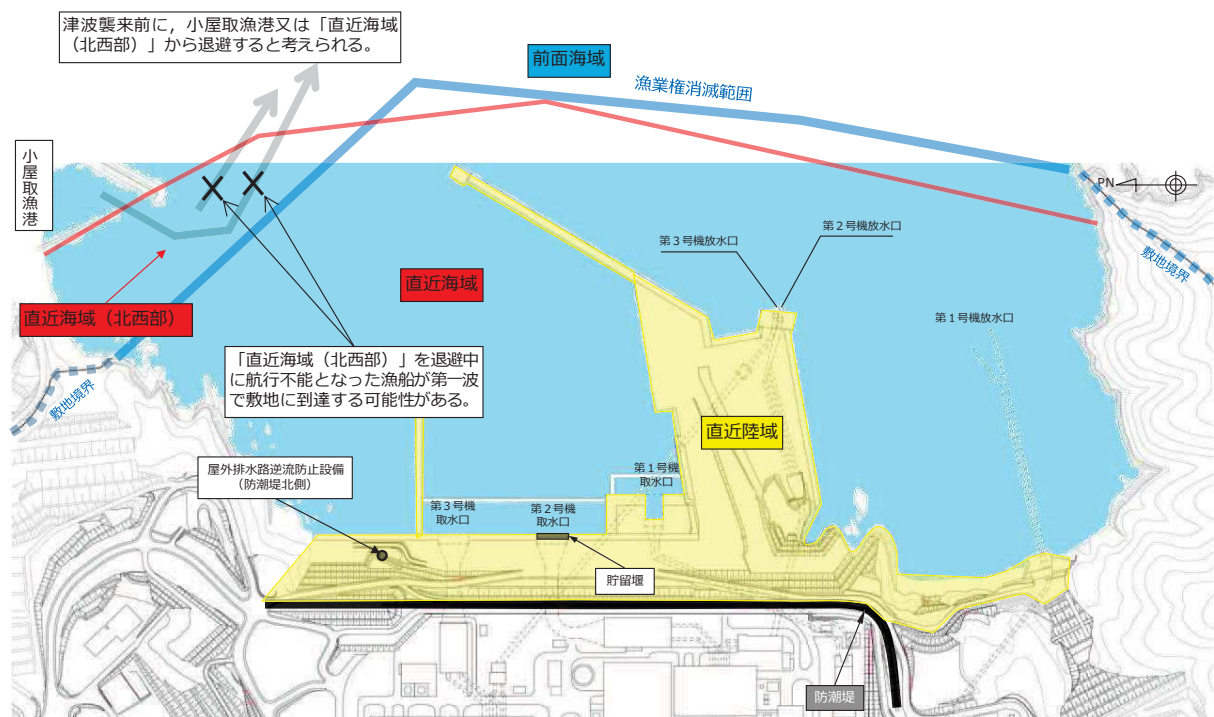 津波襲来前に，小屋取漁港又は「直近海域
（北西部）」から退避すると考えられる。
前面海域
漁業権消滅範囲
小屋取漁港
PN
敷地境界
第３号機放水口
第２号機放水口
直近海域
直近海域（北西部）
第１号機放水口
「直近海域（北西部）」を退避中
に航行不能となった漁船が第一波
で敷地に到達する可能性がある。
敷地境界
直近陸域
屋外排水路逆流防止設備
（防潮堤北側）
第１号機
取水口
第３号機
取水口
第２号機
取水口
貯留堰
防潮堤